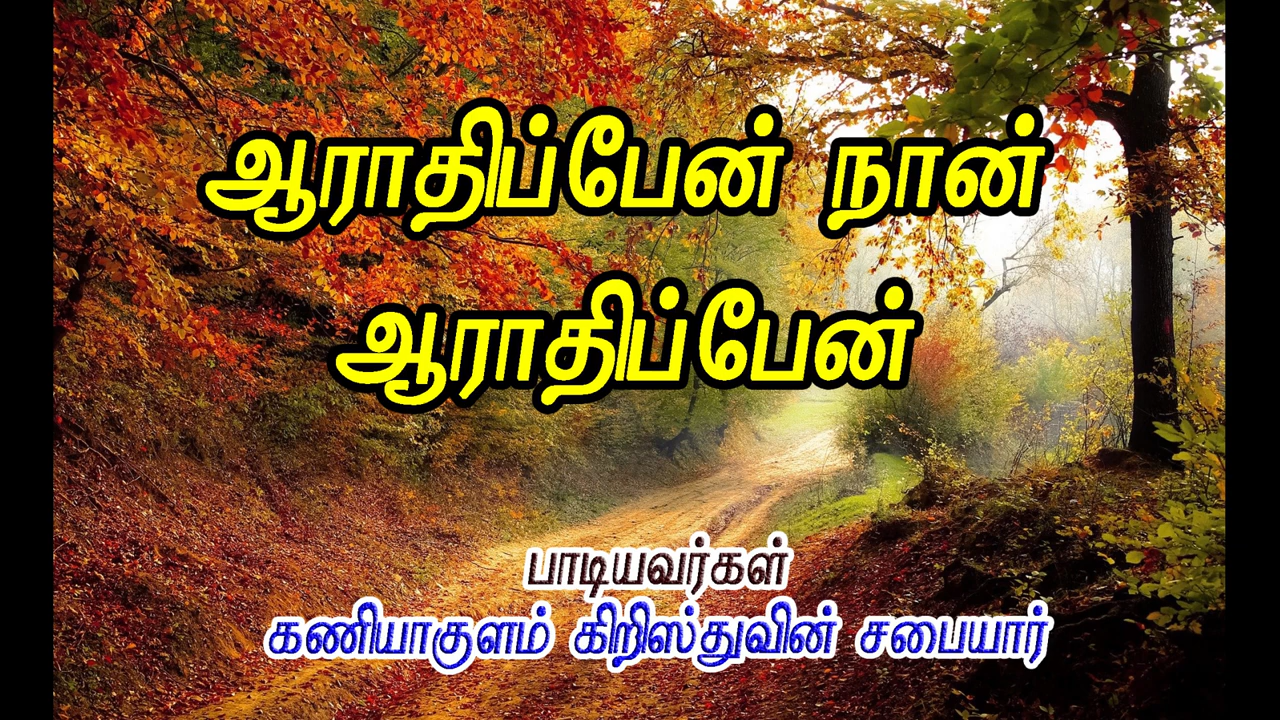 ஆராதிப்பேன் நான்
ஆராதிப்பேன்
பாடியவர்கள்
கணியாகுளம் கிறிஸ்துவின் சபையார்